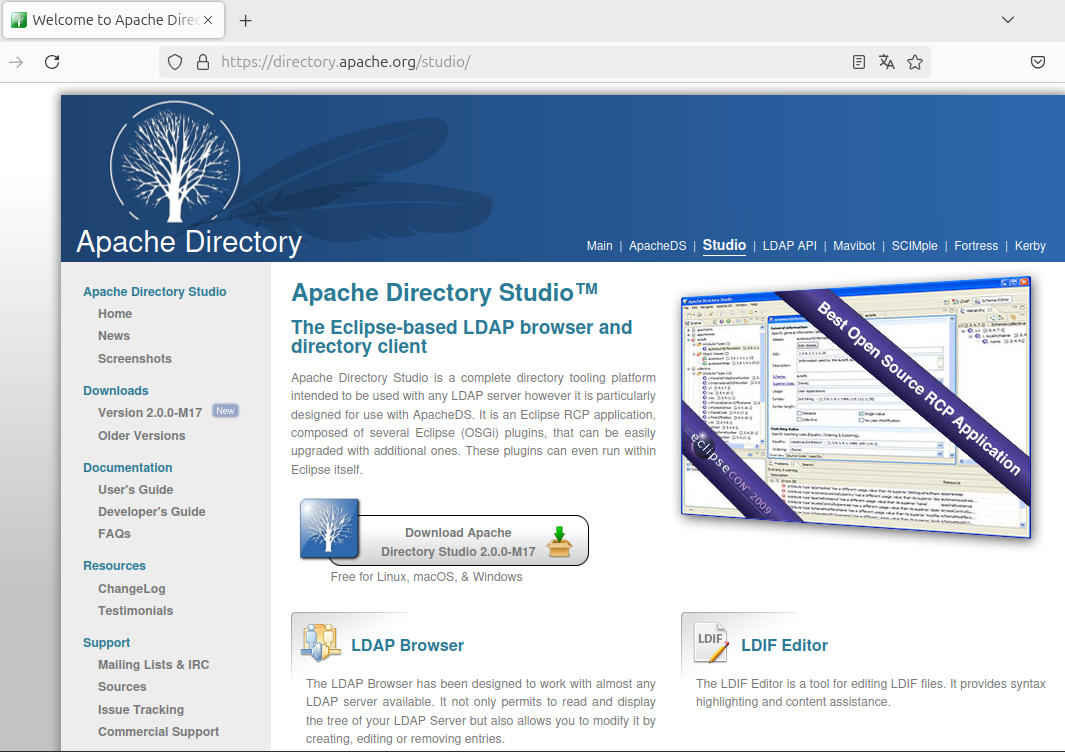 Welcome to Apache Direc
https://directory.apache.org/studio/
Apache Directory
Main | ApacheDS | Studio | LDAP API | Mavibot | SCIMple | Fortress | Kerby
Apache Directory Studio
Home
News
Screenshots
Downloads
Version 2.0.0-M17 New
Older Versions
Documentation
User's Guide
Developer's Guide
FAQs
Resources
ChangeLog
Testimonials
Support
Mailing Lists & IRC
Sources
Issue Tracking
Commercial Support
Apache Directory Studio™
The Eclipse-based LDAP browser and
directory client
Apache Directory Studio is a complete directory tooling platform
intended to be used with any LDAP server however it is particularly
designed for use with ApacheDS. It is an Eclipse RCP application,
composed of several Eclipse (OSGi) plugins, that can be easily
upgraded with additional ones. These plugins can even run within
Eclipse itself.
Download Apache
Directory Studio 2.0.0-M17
Free for Linux, macOS, & Windows
Best Open Source RCP Application
eclipseCON™ 2009
LDAP Browser
The LDAP Browser has been designed to work with almost any
LDAP server available. It not only permits to read and display
the tree of your LDAP Server but also allows you to modify it by
creating, editing or removing entries.
LDIF
LDIF Editor
The LDIF Editor is a tool for editing LDIF files. It provides syntax
highlighting and content assistance.